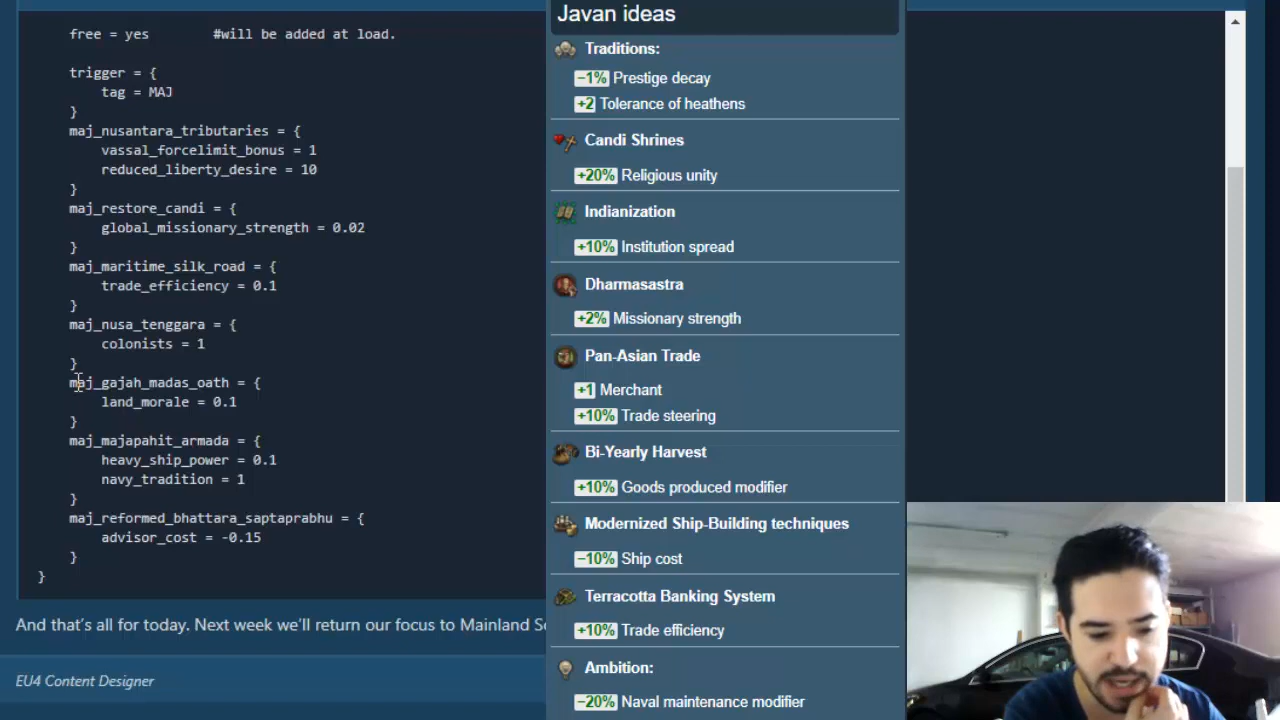 free = yes #will be added at load.
trigger = {
tag = MAJ
}
maj_nusantara_tributaries = {
vassal_forcelimit_bonus = 1
reduced_liberty_desire = 10
}
maj_restore_candi = {
global_missionary_strength = 0.02
}
maj_maritime_silk_road = {
trade_efficiency = 0.1
}
maj_nusa_tenggara = {
colonists = 1
}
maj_gajah_madas_oath = {
land_morale = 0.1
}
maj_majapahit_armada = {
heavy_ship_power = 0.1
navy_tradition = 1
}
maj_reformed_bhattara_saptaprabhu = {
advisor_cost = -0.15
}
}
And that's all for today. Next week we'll return our focus to Mainland
EU4 Content Designer
Javan ideas
Traditions:
−1% Prestige decay
+2 Tolerance of heathens
Candi Shrines
+20% Religious unity
Indianization
+10% Institution spread
Dharmasastra
+2% Missionary strength
Pan-Asian Trade
+1 Merchant
+10% Trade steering
Bi-Yearly Harvest
+10% Goods produced modifier
Modernized Ship-Building techniques
−10% Ship cost
Terracotta Banking System
+10% Trade efficiency
Ambition:
−20% Naval maintenance modifier